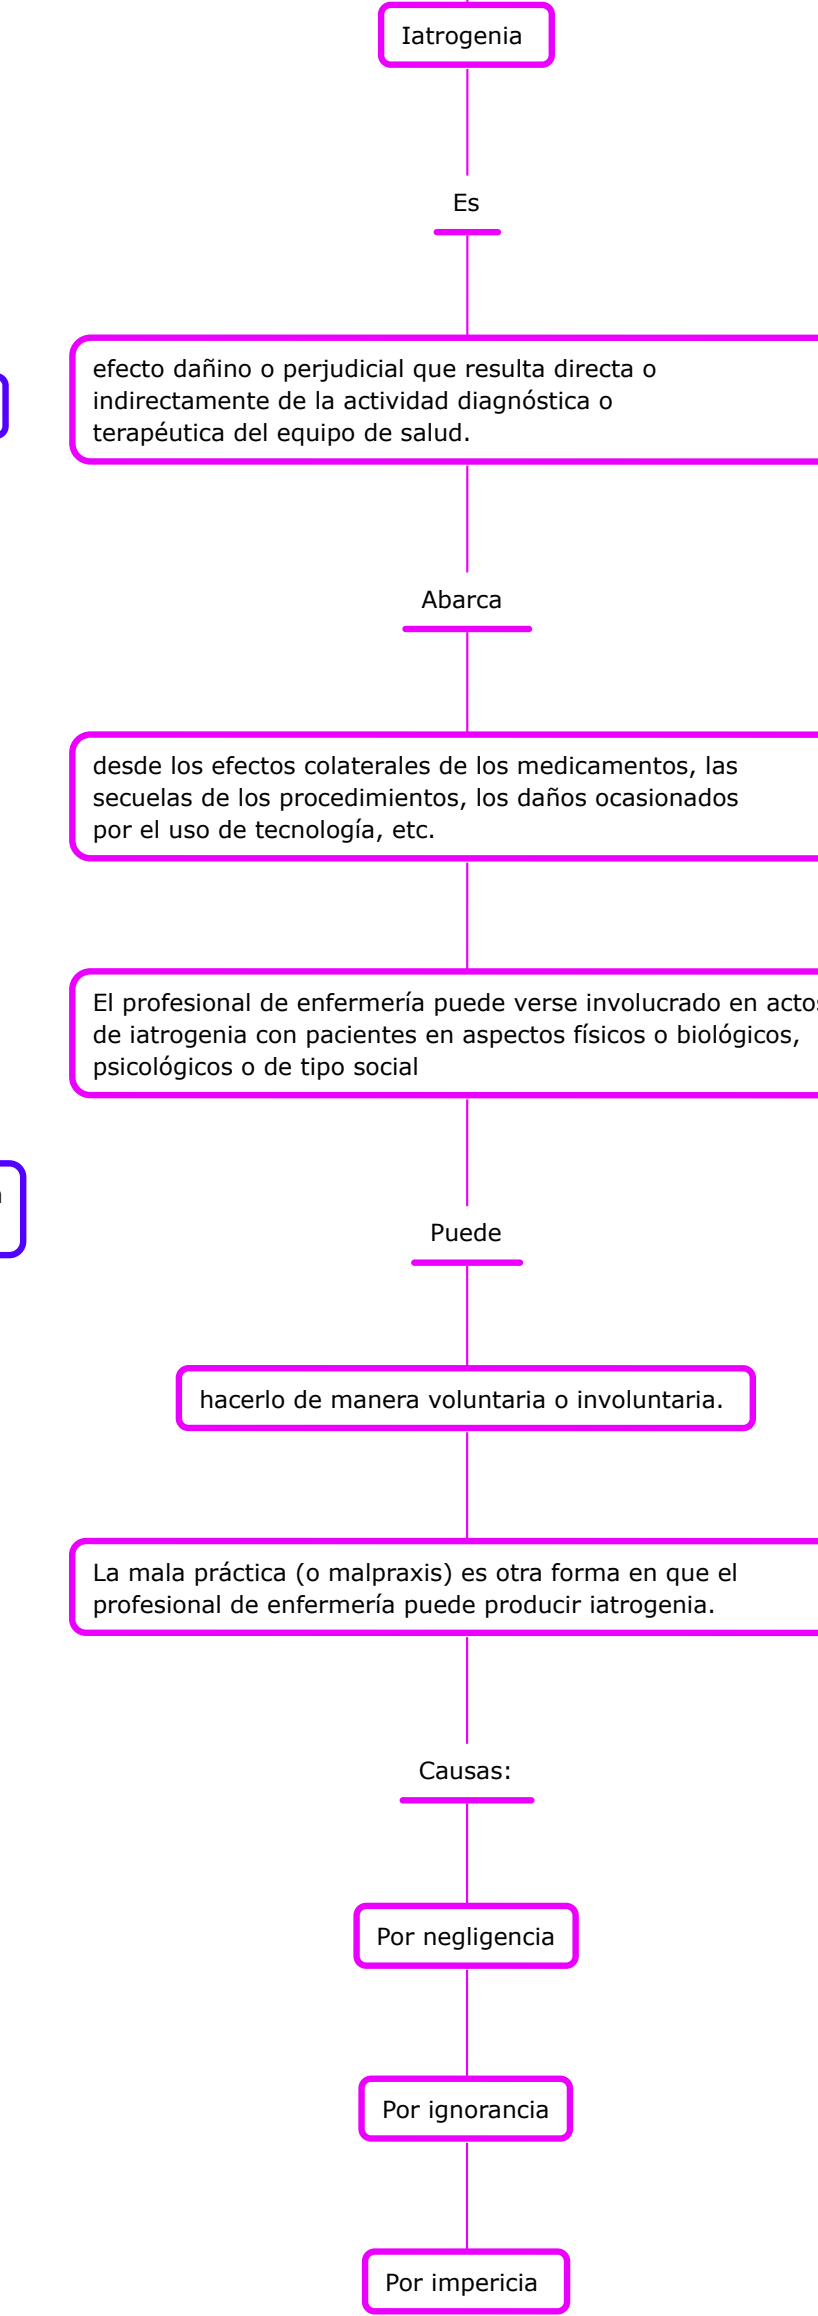 Iatrogenia
Es
efecto dañino o perjudicial que resulta directa o
indirectamente de la actividad diagnóstica o
terapéutica del equipo de salud.
Abarca
desde los efectos colaterales de los medicamentos, las
secuelas de los procedimientos, los daños ocasionados
por el uso de tecnología, etc.
El profesional de enfermería puede verse involucrado en actos
de iatrogenia con pacientes en aspectos físicos o biológicos,
psicológicos o de tipo social
Puede
hacerlo de manera voluntaria o involuntaria.
La mala práctica (o malpraxis) es otra forma en que el
profesional de enfermería puede producir iatrogenia.
Causas:
Por negligencia
Por ignorancia
Por impericia